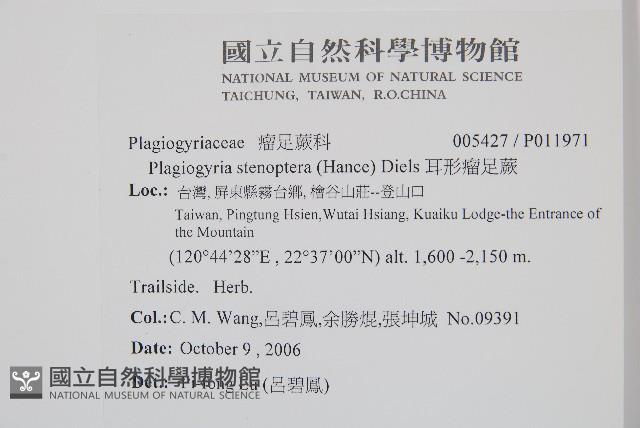 國立自然科學博物館
NATIONAL MUSEUM OF NATURAL SCIENCE
TAICHUNG, TAIWAN, R.O.CHINA
Plagiogyriaceae 瘤足蕨科 005427 / P011971
Plagiogyria stenoptera (Hance) Diels 耳形瘤足蕨
Loc.: 台灣, 屏東縣霧台鄉, 檜谷山莊--登山口
Taiwan, Pingtung Hsien,Wutai Hsiang, Kuaiku Lodge-the Entrance of
the Mountain
(120°44'28”E , 22°37'00”N) alt. 1,600 -2,150 m.
Trailside. Herb.
Col.:C. M. Wang,呂碧鳳,余勝焜,張坤城 No.09391
Date: October 9 , 2006
Det.: Lu (呂碧鳳)
國立自然科學博物館
NATIONAL MUSEUM OF NATURAL SCIENCE